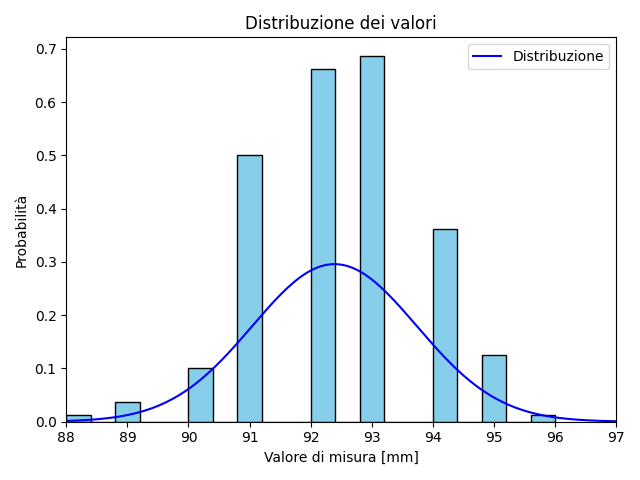 Distribuzione dei valori
Distribuzione
Probabilità
0.7
0.6
0.5
0.4
0.3
0.2
0.1
0.0
88 89 90 91 92 93 94 95 96 97
Valore di misura [mm]